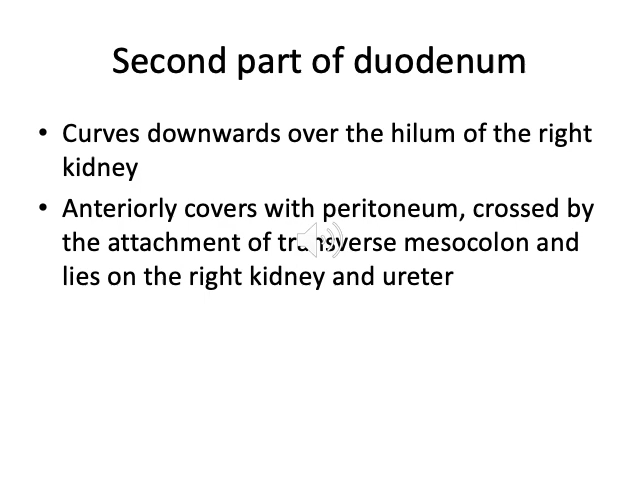 Second part of duodenum
• Curves downwards over the hilum of the right
kidney
• Anteriorly covers with peritoneum, crossed by
the attachment of transverse mesocolon and
lies on the right kidney and ureter